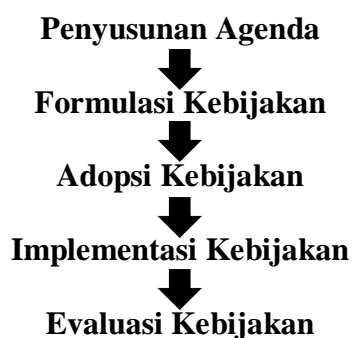 Penyusunan Agenda
Formulasi Kebijakan
Adopsi Kebijakan
Implementasi Kebijakan
Evaluasi Kebijakan